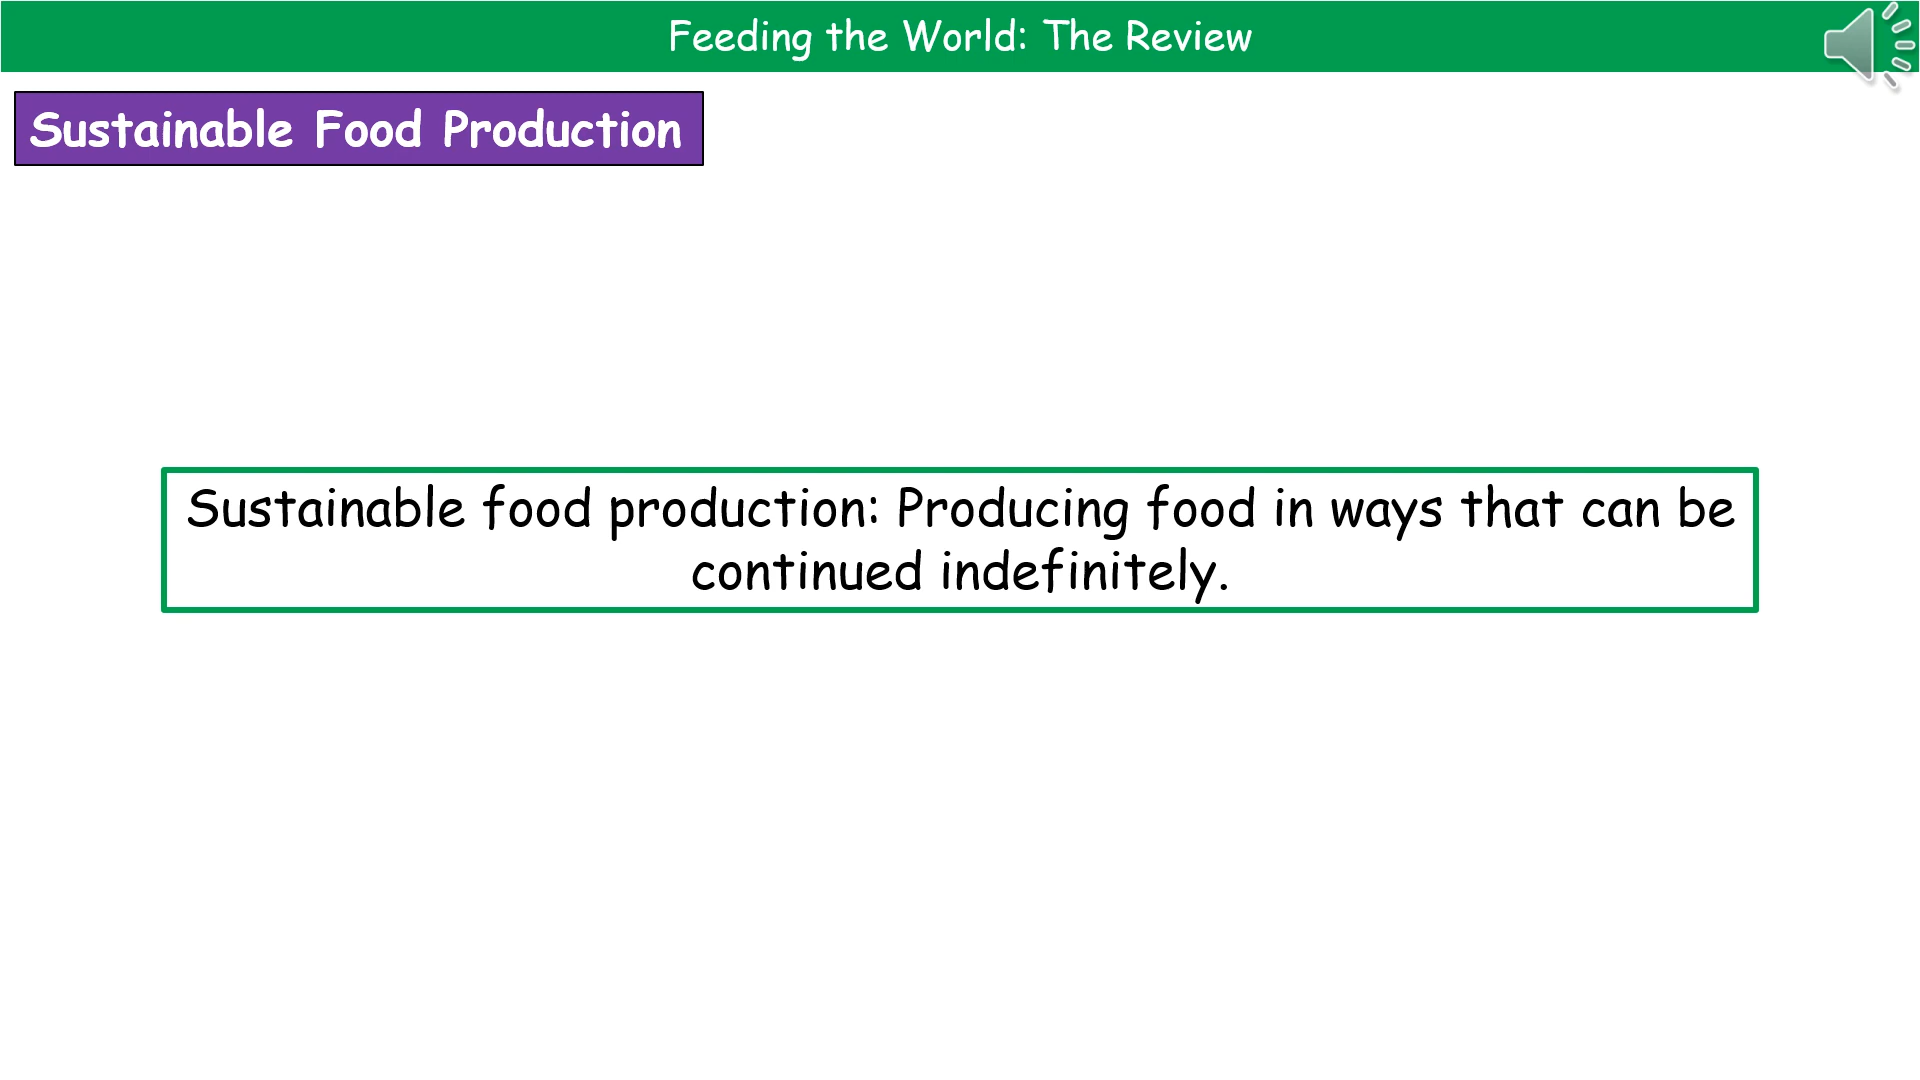 Feeding the World: The Review
Sustainable Food Production
Sustainable food production: Producing food in ways that can be
continued indefinitely.